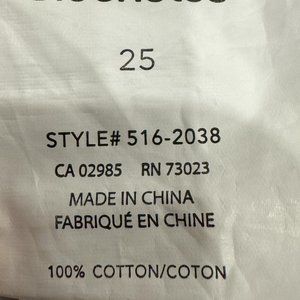 25
STYLE# 516-2038
CA 02985 RN 73023
MADE IN CHINA
FABRIQUÉ EN CHINE
100% COTTON/COTON